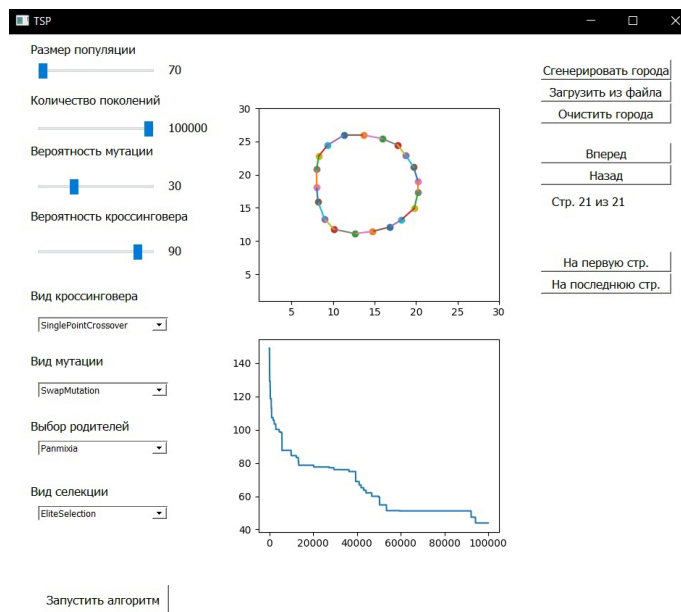 TSP
Размер популяции
70
Количество поколений
100000
Вероятность мутации
30
Вероятность кроссинговера
90
Вид кроссинговера
SinglePointCrossover
Вид мутации
SwapMutation
Выбор родителей
Panmixia
Вид селекции
EliteSelection
Запустить алгоритм
30
25
20
15
10
5
5 10 15 20 25 30
140
120
100
80
60
40
0 20000 40000 60000 80000 100000
Сгенерировать города
Загрузить из файла
Очистить города
Вперед
Назад
Стр. 21 из 21
На первую стр.
На последнюю стр.